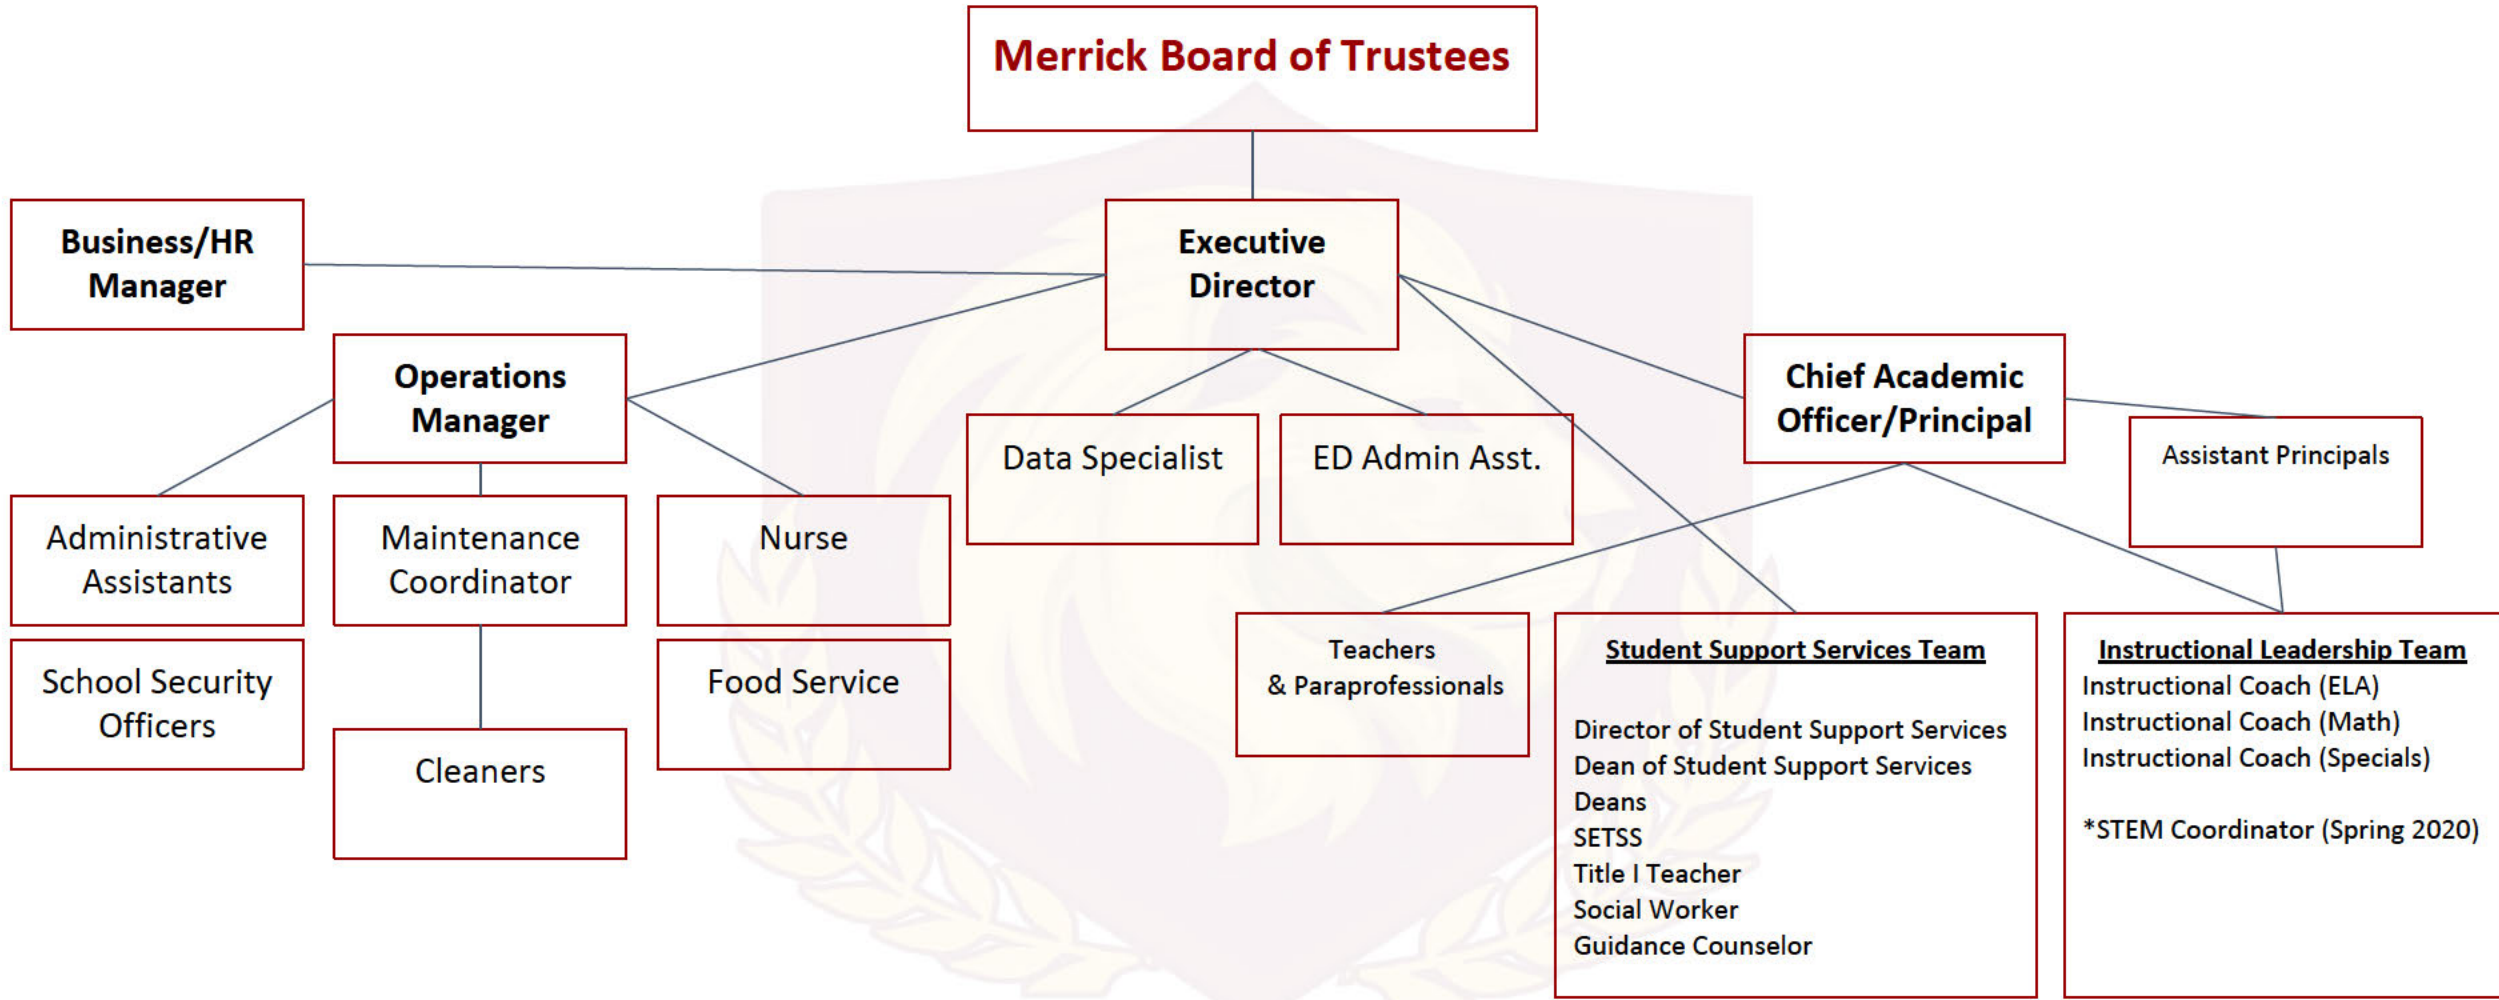 Merrick Board of Trustees
Business/HR
Manager
Executive
Director
Operations
Manager
Chief Academic
Officer/Principal
Data Specialist
ED Admin Asst.
Assistant Principals
Administrative
Assistants
Maintenance
Coordinator
Nurse
School Security
Officers
Food Service
Cleaners
Teachers
& Paraprofessionals
Student Support Services Team
Director of Student Support Services
Dean of Student Support Services
Deans
SETSS
Title I Teacher
Social Worker
Guidance Counselor
Instructional Leadership Team
Instructional Coach (ELA)
Instructional Coach (Math)
Instructional Coach (Specials)
*STEM Coordinator (Spring 2020)